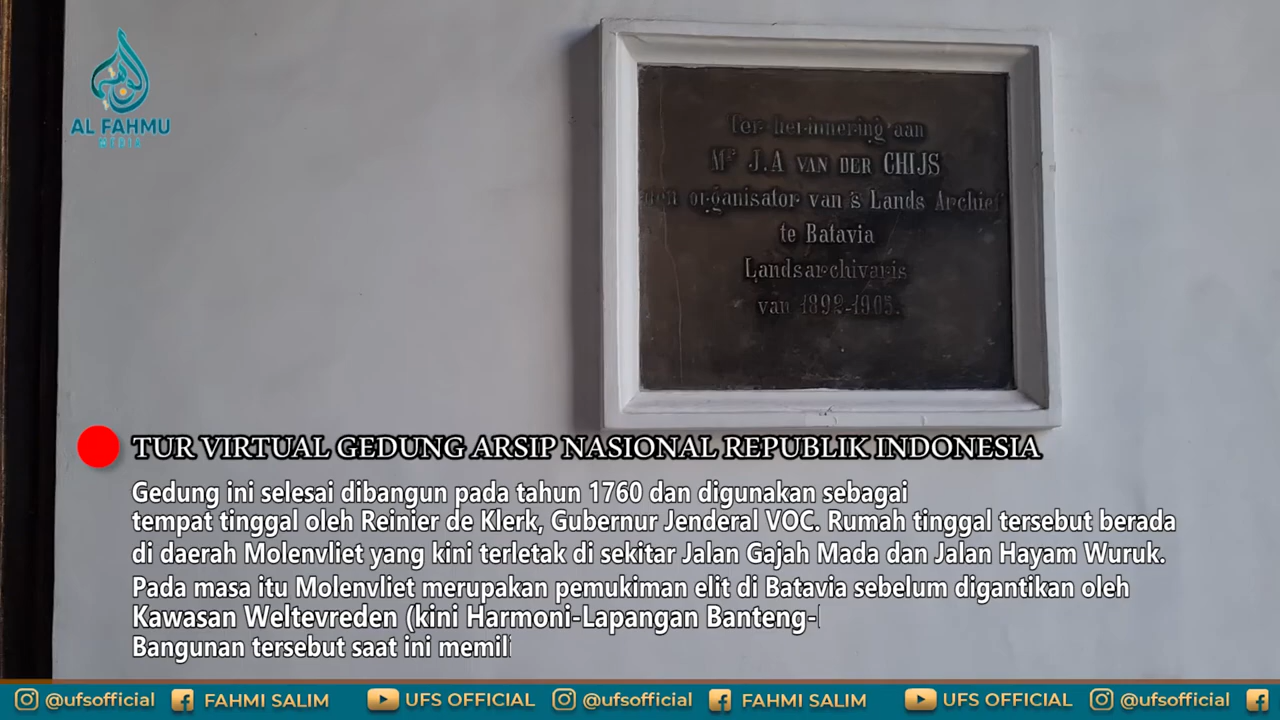 AL FAHMU
MEDIA
Ter herinnering aan
Mr J.A VAN DER CHIJS
den organisator van 's Lands Archief
te Batavia
Landsarchivaris
van 1892-1905.
TUR VIRTUAL GEDUNG ARSIP NASIONAL REPUBLIK INDONESIA
Gedung ini selesai dibangun pada tahun 1760 dan digunakan sebagai
tempat tinggal oleh Reinier de Klerk, Gubernur Jenderal VOC. Rumah tinggal tersebut berada
di daerah Molenvliet yang kini terletak di sekitar Jalan Gajah Mada dan Jalan Hayam Wuruk.
Pada masa itu Molenvliet merupakan pemukiman elit di Batavia sebelum digantikan oleh
Kawasan Weltevreden (kini Harmoni-Lapangan Banteng-
Bangunan tersebut saat ini memili
@ufsofficial FAHMI SALIM UFS OFFICIAL @ufsofficial FAHMI SALIM UFS OFFICIAL @ufsofficial